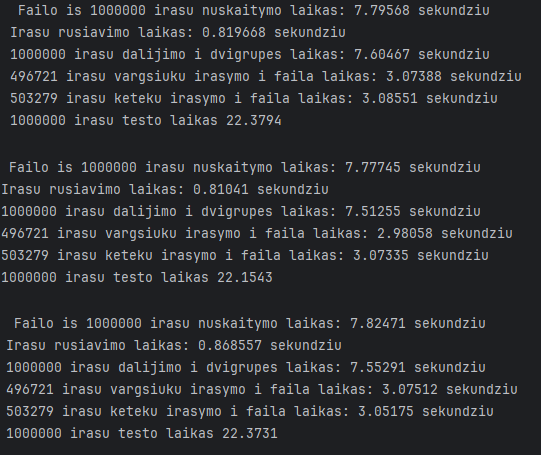 Failo is 1000000 irasu nuskaitymo laikas: 7.79568 sekundziu
Irasu rusiavimo laikas: 0.819668 sekundziu
1000000 irasu dalijimo i dvigrupes laikas: 7.60467 sekundziu
496721 irasu vargsiuku irasymo i faila laikas: 3.07388 sekundziu
503279 irasu keteku irasymo i faila laikas: 3.08551 sekundziu
1000000 irasu testo laikas 22.3794
Failo is 1000000 irasu nuskaitymo laikas: 7.77745 sekundziu
Irasu rusiavimo laikas: 0.81041 sekundziu
1000000 irasu dalijimo i dvigrupes laikas: 7.51255 sekundziu
496721 irasu vargsiuku irasymo i faila laikas: 2.98058 sekundziu
503279 irasu keteku irasymo i faila laikas: 3.07335 sekundziu
1000000 irasu testo laikas 22.1543
Failo is 1000000 irasu nuskaitymo laikas: 7.82471 sekundziu
Irasu rusiavimo laikas: 0.868557 sekundziu
1000000 irasu dalijimo i dvigrupes laikas: 7.55291 sekundziu
496721 irasu vargsiuku irasymo i faila laikas: 3.07512 sekundziu
503279 irasu keteku irasymo i faila laikas: 3.05175 sekundziu
1000000 irasu testo laikas 22.3731